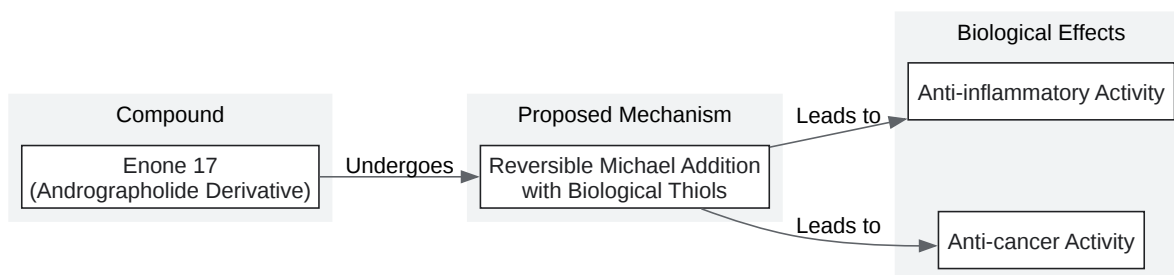 Compound
Enone 17
(Andrographolide Derivative)
Undergoes
Proposed Mechanism
Reversible Michael Addition
with Biological Thiols
Leads to
Leads to
Biological Effects
Anti-inflammatory Activity
Anti-cancer Activity